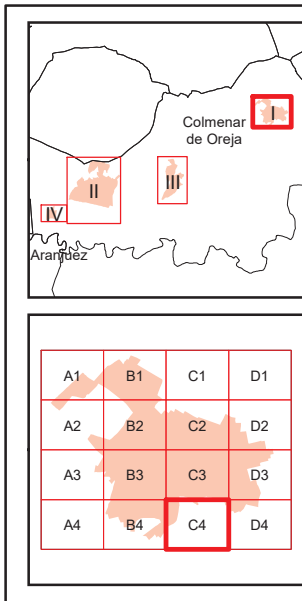 I
Colmenar
de Oreja
II
III
IV
Aranjuez
A1 B1 C1 D1
A2 B2 C2 D2
A3 B3 C3 D3
A4 B4 C4 D4